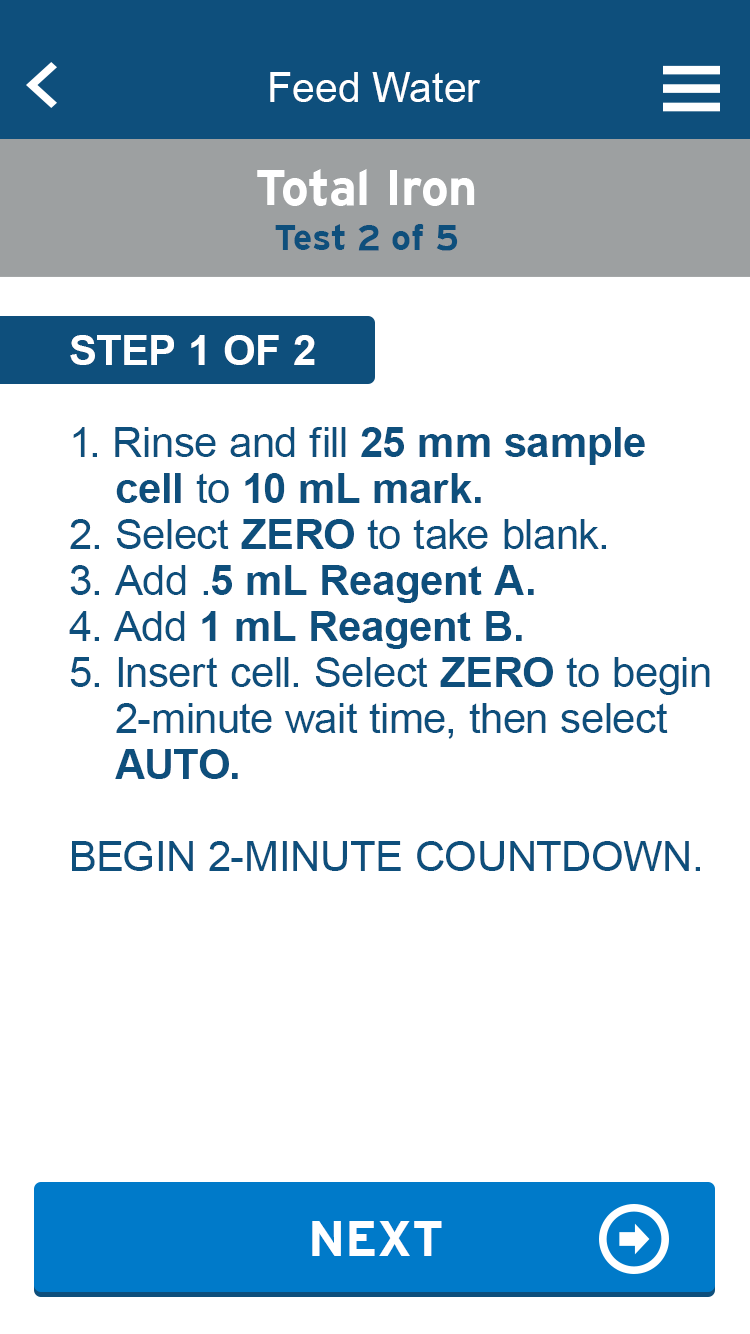 Feed Water
Total Iron
Test 2 of 5
STEP 1 OF 2
1. Rinse and fill 25 mm sample
cell to 10 mL mark.
2. Select ZERO to take blank.
3. Add .5 mL Reagent A.
4. Add 1 mL Reagent B.
5. Insert cell. Select ZERO to begin
2-minute wait time, then select
AUTO.
BEGIN 2-MINUTE COUNTDOWN.
NEXT